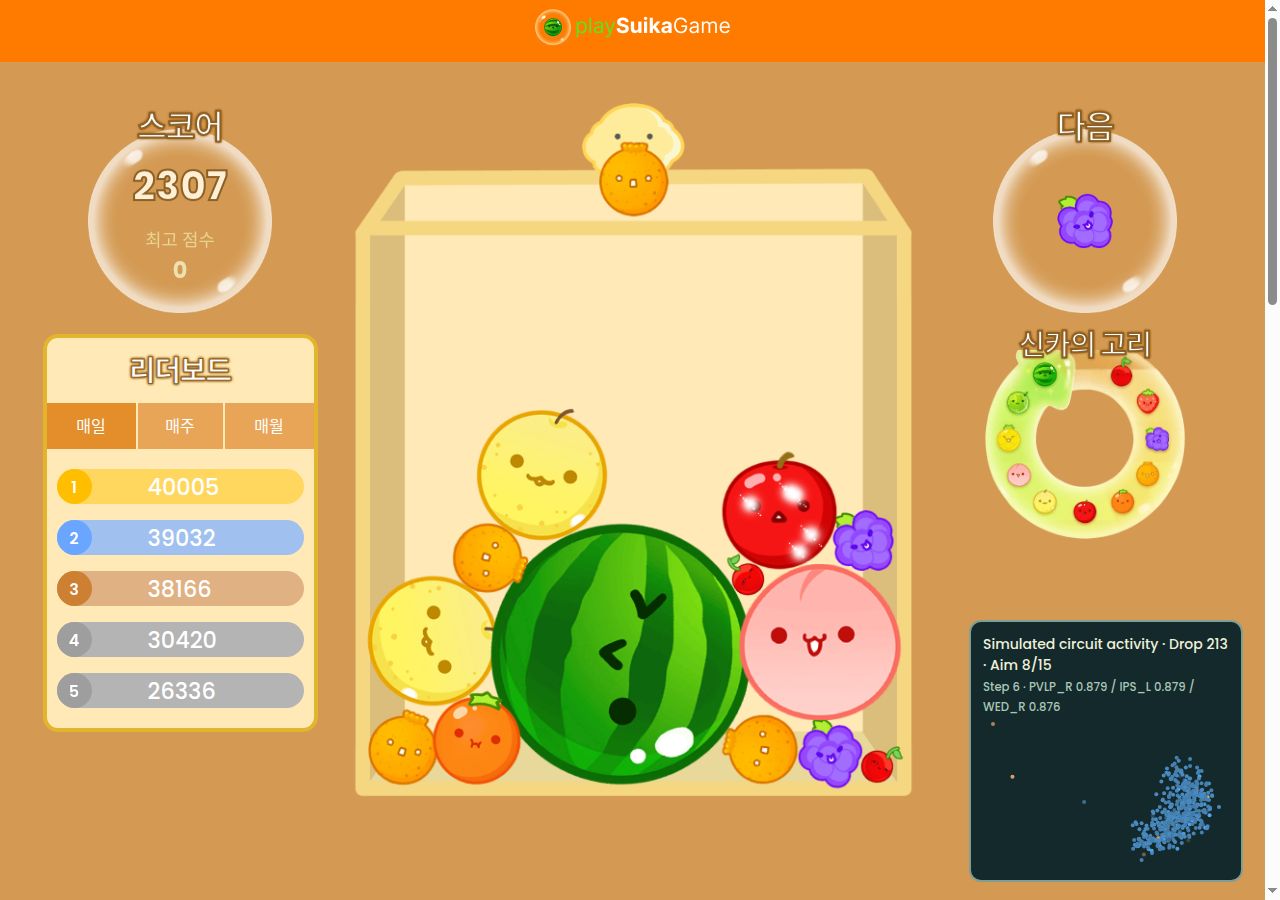 playSuikaGame
스코어
2307
최고 점수
0
리더보드
매일 매주 매월
1 40005
2 39032
3 38166
4 30420
5 26336
다음
신카의 고리
Simulated circuit activity · Drop 213
· Aim 8/15
Step 6 · PVLP_R 0.879 / IPS_L 0.879 /
WED_R 0.876